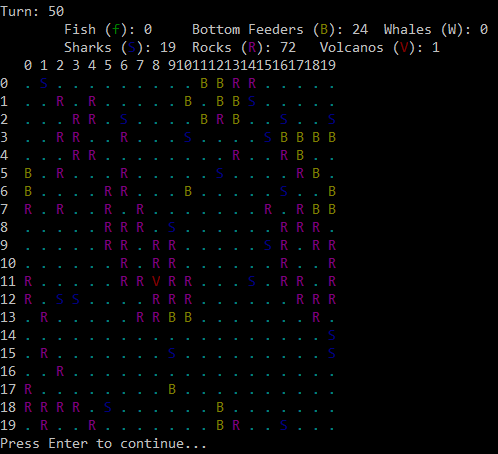 Turn: 50
Fish (f): 0 Bottom Feeders (B): 24 Whales (W): 0
Sharks (S): 19 Rocks (R): 72 Volcanos (V): 1
0 1 2 3 4 5 6 7 8 910111213141516171819
0 . S . . . . . . . . . B B R R . . . . .
1 . . R . R . . . . . B . B B S . . . . .
2 . . . R R . S . . . . B R B . . S . . S
3 . . R R . . R . . . S . . . . S B B B B
4 . . . R R . . . . . . . . R . . R B . .
5 B . R . . . R . . . . . S . . . . R B .
6 B . . . . R R . . . B . . . . . S . . B
7 R . R . . R . R . . . . . . . R . R B B
8 . . . . . R R R . S . . . . . . R R R .
9 . . . . . R R . R R . . . . . S R . R R
10 . . . . . . R . R R . . . . . . R . . R
11 R . . . . . R R V R R . . . S . R . R R
12 R . S S . . . . R R R . . . . . . R R R
13 . R . . . . . R R B B . . . . . . . R .
14 . . . . . . . . . . . . . . . . . . . S
15 . R . . . . . . . S . . . . . . . . . S
16 . . R . . . . . . . . . . . . . . . . .
17 R . . . . . . . . B . . . . . . . . . .
18 R R R R . S . . . . . . B . . . . . . .
19 . R . . R . . . . . . . B R . . S . . .
Press Enter to continue...